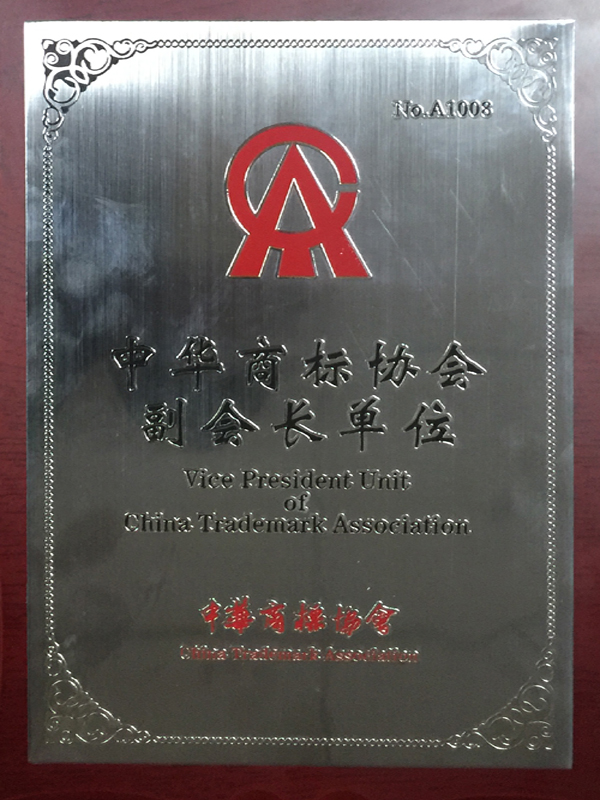 No.A1008
中华商标协会
副会长单位
Vice President Unit
of
China Trademark Association
中華商標協會
China Trademark Association